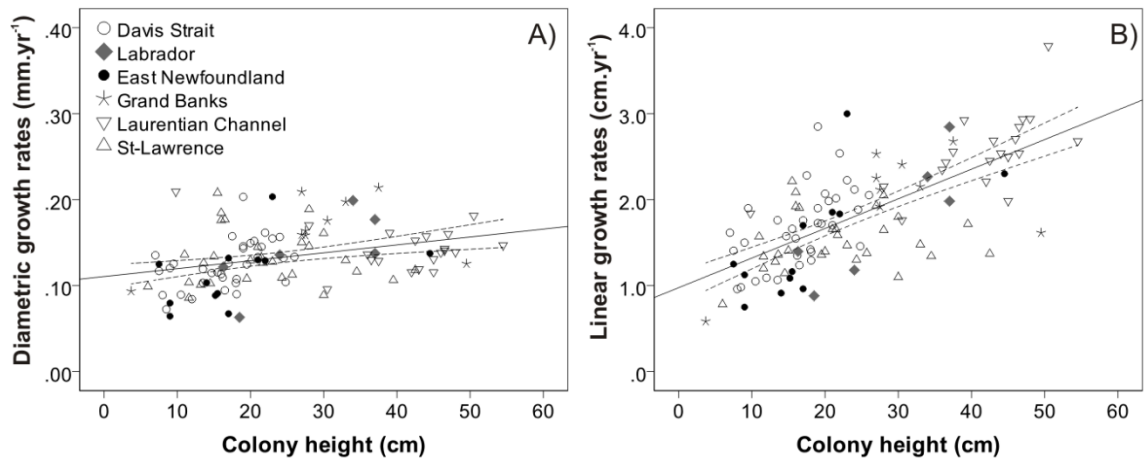 A)
Diametric growth rates (mm.yr⁻¹)
.40
.30
.20
.10
.00
Davis Strait
Labrador
East Newfoundland
Grand Banks
Laurentian Channel
St-Lawrence
0 10 20 30 40 50 60
Colony height (cm)
B)
Linear growth rates (cm.yr⁻¹)
4.0
3.0
2.0
1.0
.0
0 10 20 30 40 50 60
Colony height (cm)